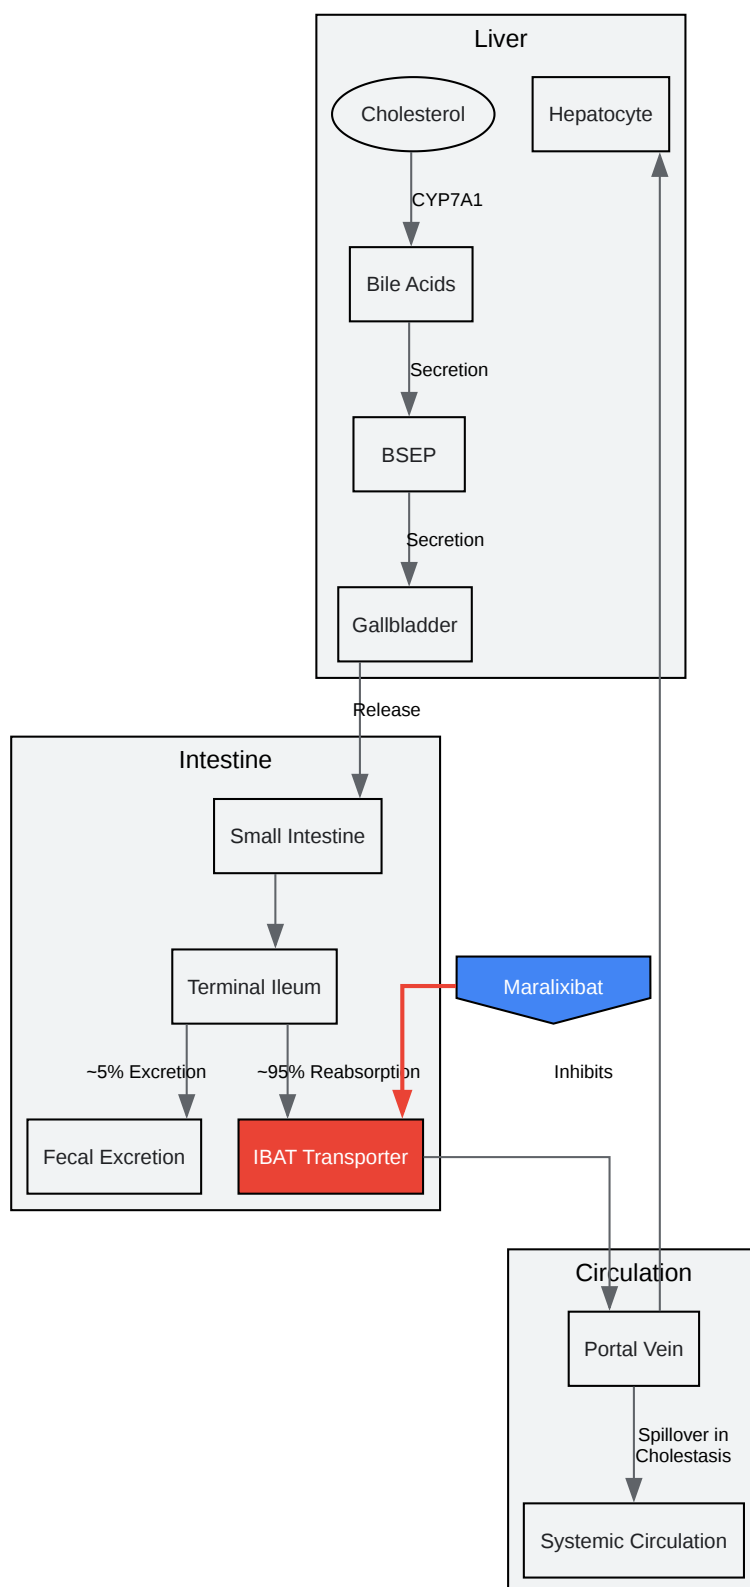 Liver
Cholesterol
Hepatocyte
CYP7A1
Bile Acids
Secretion
BSEP
Secretion
Gallbladder
Release
Intestine
Small Intestine
Terminal Ileum
Maralixibat
~5% Excretion
~95% Reabsorption
Inhibits
Fecal Excretion
IBAT Transporter
Circulation
Portal Vein
Spillover in
Cholestasis
Systemic Circulation